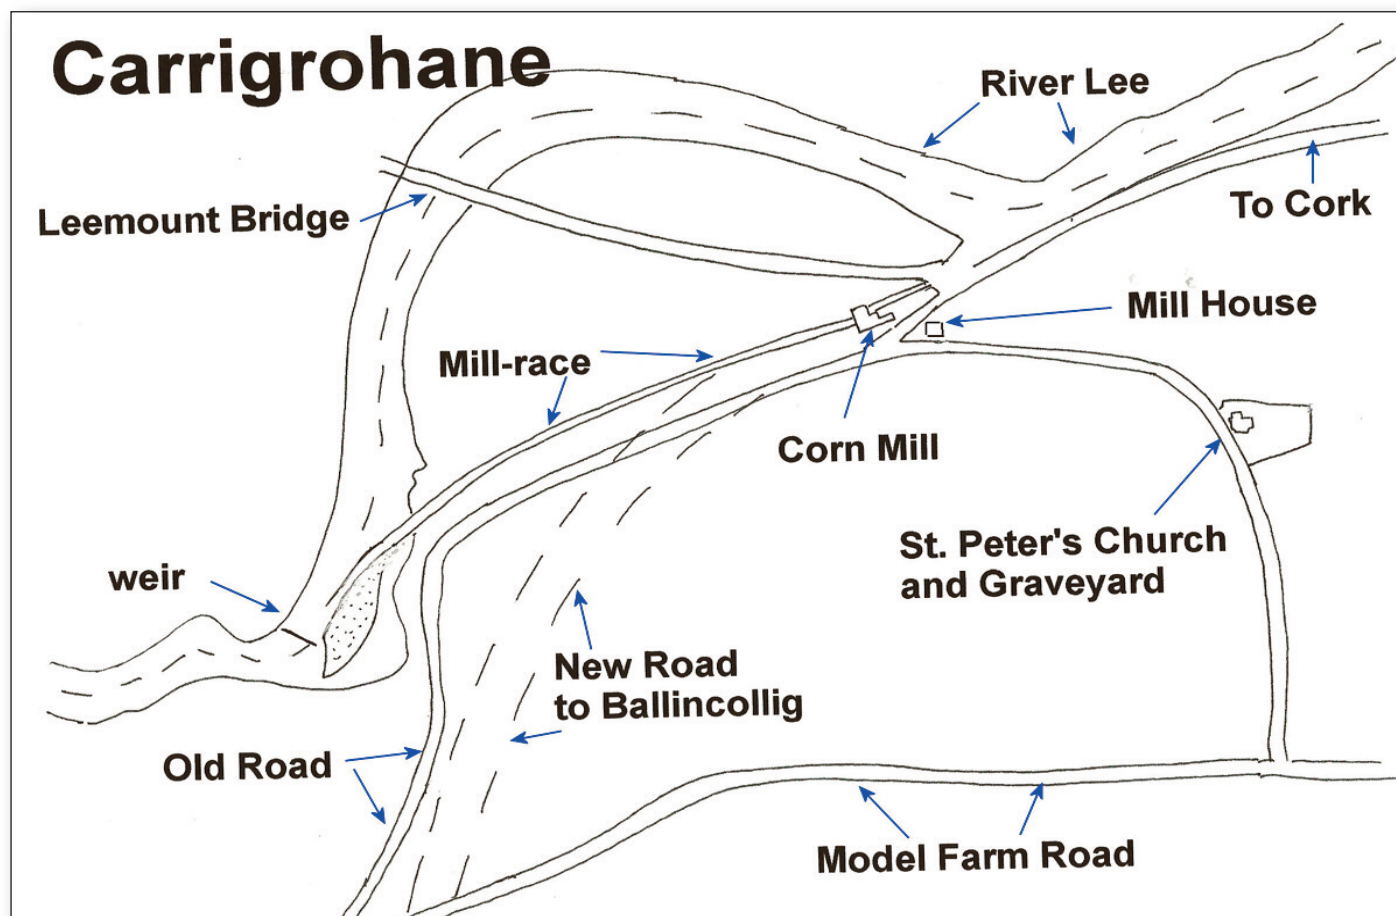 Carrigrohane
River Lee
To Cork
Leemount Bridge
Mill House
Mill-race
Corn Mill
St. Peter's Church
and Graveyard
weir
New Road
to Ballincollig
Old Road
Model Farm Road